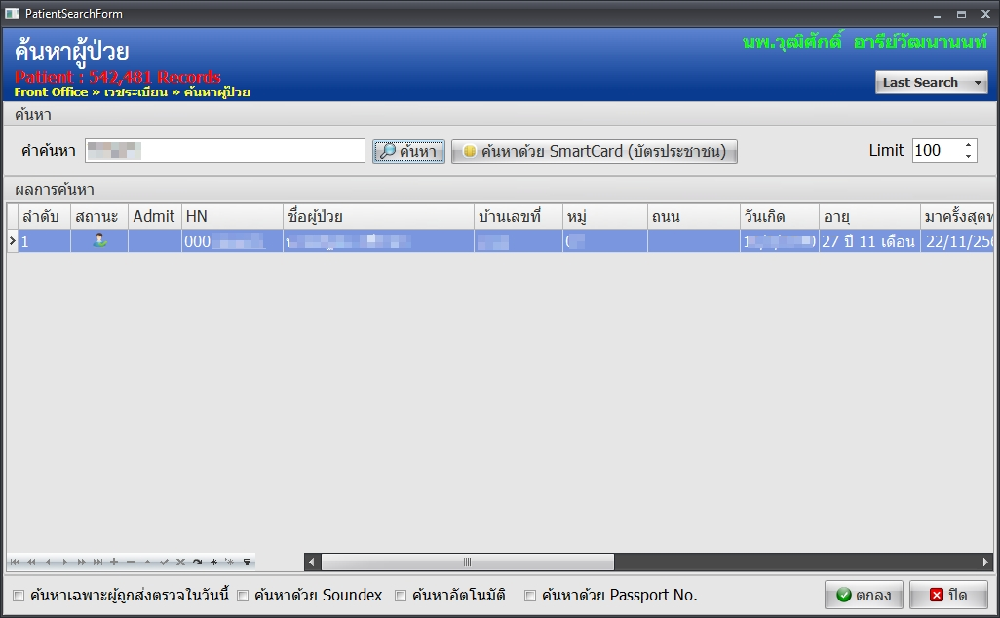 PatientSearchForm
ค้นหาผู้ป่วย
นพ.วุฒิศักดิ์ อารีย์วัฒนานนท์
Patient : 542,481 Records
Front Office » เวชระเบียน » ค้นหาผู้ป่วย
Last Search
ค้นหา
คำค้นหา ค้นหา ค้นหาด้วย SmartCard (บัตรประชาชน) Limit 100
ผลการค้นหา
ลำดับ สถานะ Admit HN ชื่อผู้ป่วย บ้านเลขที่ หมู่ ถนน วันเกิด อายุ มาครั้งสุดท
1 000 27 ปี 11 เดือน 22/11/256
ค้นหาเฉพาะผู้ถูกส่งตรวจในวันนี้ ค้นหาด้วย Soundex ค้นหาอัตโนมัติ ค้นหาด้วย Passport No. ตกลง ปิด